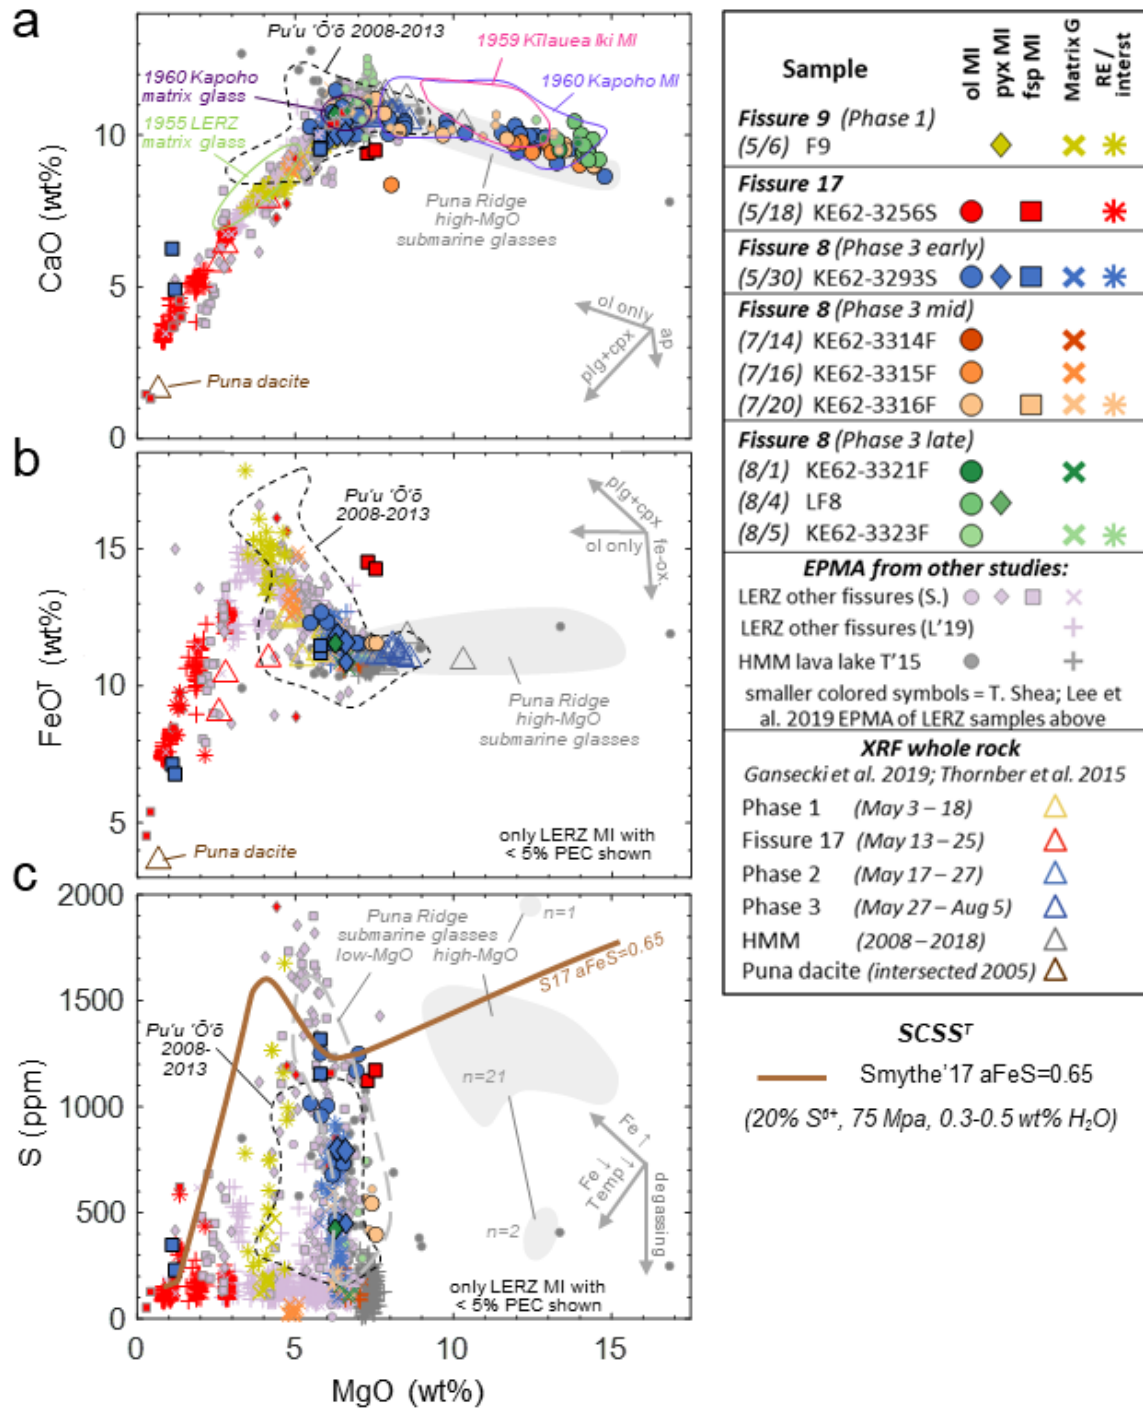 a
Pu'u 'Ō'ō 2008-2013
1959 Kīlauea Iki MI
1960 Kapoho
matrix glass
1960 Kapoho MI
1955 LERZ
matrix glass
Puna Ridge
high-MgO
submarine glasses
ol only
plg+cpx
ap
Puna dacite
CaO (wt%)
10
5
0
b
Pu'u 'Ō'ō
2008-2013
plg+cpx
ol only
fe-ox.
Puna Ridge
high-MgO
submarine glasses
Puna dacite
only LERZ MI with
< 5% PEC shown
FeOᵀ (wt%)
15
10
5
c
Puna Ridge
submarine glasses
low-MgO high-MgO
n=1
S17 aFeS=0.65
Pu'u 'Ō'ō
2008-
2013
n=21
n=2
Fe ↑
Fe ↓
Temp ↓
degassing
only LERZ MI with
< 5% PEC shown
S (ppm)
2000
1500
1000
500
0
0 5 10 15
MgO (wt%)
Sample
ol MI
pyx MI
fsp MI
Matrix G
RE /
interst
Fissure 9 (Phase 1)
(5/6) F9
Fissure 17
(5/18) KE62-3256S
Fissure 8 (Phase 3 early)
(5/30) KE62-3293S
Fissure 8 (Phase 3 mid)
(7/14) KE62-3314F
(7/16) KE62-3315F
(7/20) KE62-3316F
Fissure 8 (Phase 3 late)
(8/1) KE62-3321F
(8/4) LF8
(8/5) KE62-3323F
EPMA from other studies:
LERZ other fissures (S.)
LERZ other fissures (L'19)
HMM lava lake T'15
smaller colored symbols = T. Shea; Lee et
al. 2019 EPMA of LERZ samples above
XRF whole rock
Gansecki et al. 2019; Thornber et al. 2015
Phase 1 (May 3 – 18)
Fissure 17 (May 13 – 25)
Phase 2 (May 17 – 27)
Phase 3 (May 27 – Aug 5)
HMM (2008 – 2018)
Puna dacite (intersected 2005)
SCSSᵀ
Smythe'17 aFeS=0.65
(20% S⁶⁺, 75 Mpa, 0.3-0.5 wt% H₂O)